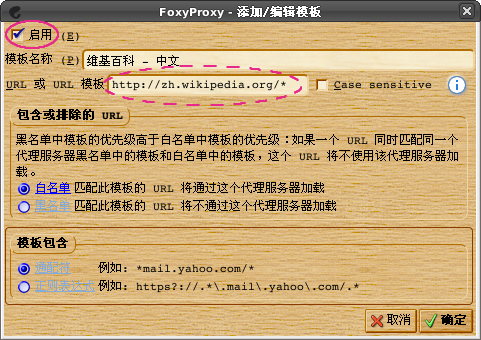 FoxyProxy - 添加/编辑模板
启用 (E)
模板名称 (P) 维基百科 - 中文
URL 或 URL 模板 http://zh.wikipedia.org/* Case sensitive
包含或排除的 URL
黑名单中模板的优先级高于白名单中模板的优先级：如果一个 URL 同时匹配同一个
代理服务器黑名单中的模板和白名单中的模板，这个 URL 将不使用该代理服务器加
载。
白名单 匹配此模板的 URL 将通过这个代理服务器加载
黑名单 匹配此模板的 URL 将不通过这个代理服务器加载
模板包含
通配符 例如：*mail.yahoo.com/*
正则表达式 例如：https?://.*\.mail\.yahoo\.com/.*
取消 确定